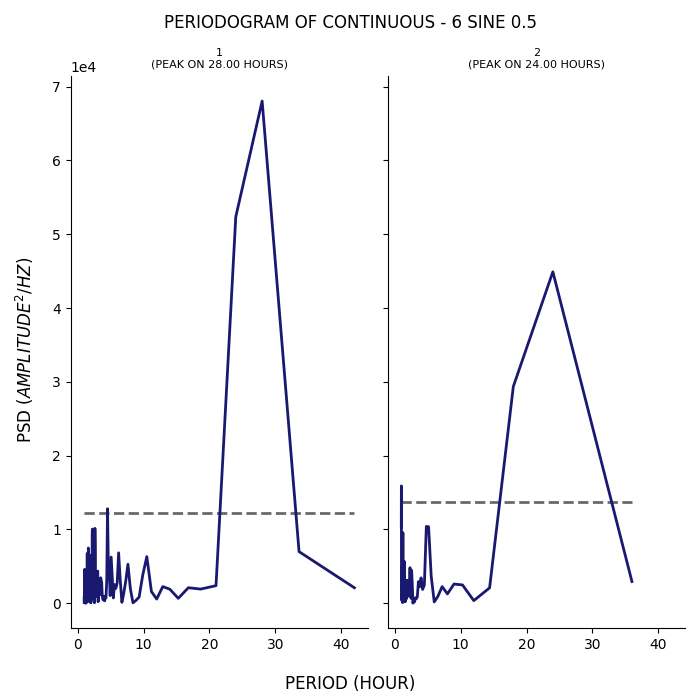 PERIODOGRAM OF CONTINUOUS - 6 SINE 0.5
1
(PEAK ON 28.00 HOURS)
2
(PEAK ON 24.00 HOURS)
1e4
7
6
5
4
3
2
1
0
PSD (AMPLITUDE²/HZ)
0 10 20 30 40
0 10 20 30 40
PERIOD (HOUR)